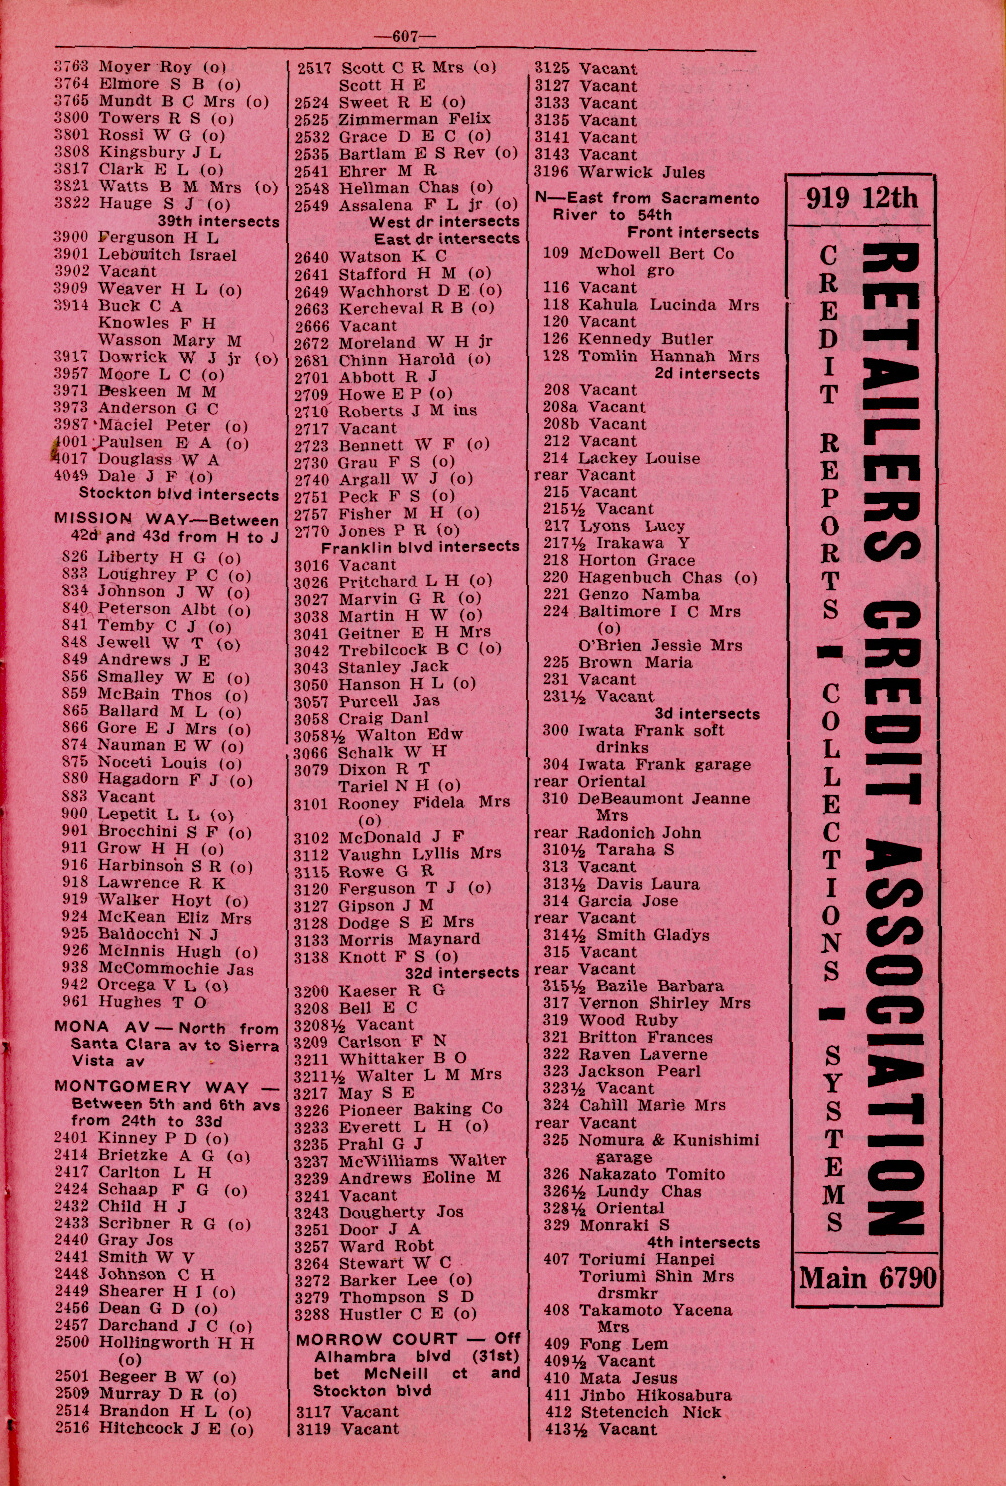 —607—
3763 Moyer Roy (o)
3764 Elmore S B (o)
3765 Mundt B C Mrs (o)
3800 Towers R S (o)
3801 Rossi W G (o)
3808 Kingsbury J L
3817 Clark E L (o)
3821 Watts B M Mrs (o)
3822 Hauge S J (o)
39th intersects
3900 Ferguson H L
3901 Lebouitch Israel
3902 Vacant
3909 Weaver H L (o)
3914 Buck C A
Knowles F H
Wasson Mary M
3917 Dowrick W J jr (o)
3957 Moore L C (o)
3971 Beskeen M M
3973 Anderson G C
3987 Maciel Peter (o)
4001 Paulsen E A (o)
4017 Douglass W A
4049 Dale J F (o)
Stockton blvd intersects
MISSION WAY—Between
42d and 43d from H to J
826 Liberty H G (o)
833 Loughrey P C (o)
834 Johnson J W (o)
840 Peterson Albt (o)
841 Temby C J (o)
848 Jewell W T (o)
849 Andrews J E
856 Smalley W E (o)
859 McBain Thos (o)
865 Ballard M L (o)
866 Gore E J Mrs (o)
874 Nauman E W (o)
875 Noceti Louis (o)
880 Hagadorn F J (o)
883 Vacant
900 Lepetit L L (o)
901 Brocchini S F (o)
911 Grow H H (o)
916 Harbinson S R (o)
918 Lawrence R K
919 Walker Hoyt (o)
924 McKean Eliz Mrs
925 Baldocchi N J
926 McInnis Hugh (o)
938 McCommochie Jas
942 Orcega V L (o)
961 Hughes T O
MONA AV—North from
Santa Clara av to Sierra
Vista av
MONTGOMERY WAY —
Between 5th and 6th avs
from 24th to 33d
2401 Kinney P D (o)
2414 Brietzke A G (o)
2417 Carlton L H
2424 Schaap F G (o)
2432 Child H J
2433 Scribner R G (o)
2440 Gray Jos
2441 Smith W V
2448 Johnson C H
2449 Shearer H I (o)
2456 Dean G D (o)
2457 Darchand J C (o)
2500 Hollingworth H H
(o)
2501 Begeer B W (o)
2509 Murray D R (o)
2514 Brandon H L (o)
2516 Hitchcock J E (o)
2517 Scott C R Mrs (o)
Scott H E
2524 Sweet R E (o)
2525 Zimmerman Felix
2532 Grace D E C (o)
2535 Bartlam E S Rev (o)
2541 Ehrer M R
2548 Hellman Chas (o)
2549 Assalena F L jr (o)
West dr intersects
East dr intersects
2640 Watson K C
2641 Stafford H M (o)
2649 Wachhorst D E (o)
2663 Kercheval R B (o)
2666 Vacant
2672 Moreland W H jr
2681 Chinn Harold (o)
2701 Abbott R J
2709 Howe E P (o)
2710 Roberts J M ins
2717 Vacant
2723 Bennett W F (o)
2730 Grau F S (o)
2740 Argall W J (o)
2751 Peck F S (o)
2757 Fisher M H (o)
2770 Jones P R (o)
Franklin blvd intersects
3016 Vacant
3026 Pritchard L H (o)
3027 Marvin G R (o)
3038 Martin H W (o)
3041 Geitner E H Mrs
3042 Trebilcock B C (o)
3043 Stanley Jack
3050 Hanson H L (o)
3057 Purcell Jas
3058 Craig Danl
3058½ Walton Edw
3066 Schalk W H
3079 Dixon R T
Tariel N H (o)
3101 Rooney Fidela Mrs
(o)
3102 McDonald J F
3112 Vaughn Lyllis Mrs
3115 Rowe G R
3120 Ferguson T J (o)
3127 Gipson J M
3128 Dodge S E Mrs
3133 Morris Maynard
3138 Knott F S (o)
32d intersects
3200 Kaeser R G
3208 Bell E C
3208½ Vacant
3209 Carlson F N
3211 Whittaker B O
3211½ Walter L M Mrs
3217 May S E
3226 Pioneer Baking Co
3233 Everett L H (o)
3235 Prahl G J
3237 McWilliams Walter
3239 Andrews Eoline M
3241 Vacant
3243 Dougherty Jos
3251 Door J A
3257 Ward Robt
3264 Stewart W C
3272 Barker Lee (o)
3279 Thompson S D
3288 Hustler C E (o)
MORROW COURT — Off
Alhambra blvd (31st)
bet McNeill ct and
Stockton blvd
3117 Vacant
3119 Vacant
3125 Vacant
3127 Vacant
3133 Vacant
3135 Vacant
3141 Vacant
3143 Vacant
3196 Warwick Jules
N—East from Sacramento
River to 54th
Front intersects
109 McDowell Bert Co
whol gro
116 Vacant
118 Kahula Lucinda Mrs
120 Vacant
126 Kennedy Butler
128 Tomlin Hannah Mrs
2d intersects
208 Vacant
208a Vacant
208b Vacant
212 Vacant
214 Lackey Louise
rear Vacant
215 Vacant
215½ Vacant
217 Lyons Lucy
217½ Irakawa Y
218 Horton Grace
220 Hagenbuch Chas (o)
221 Genzo Namba
224 Baltimore I C Mrs
(o)
O'Brien Jessie Mrs
225 Brown Maria
231 Vacant
231½ Vacant
3d intersects
300 Iwata Frank soft
drinks
304 Iwata Frank garage
rear Oriental
310 DeBeaumont Jeanne
Mrs
rear Radonich John
310½ Taraha S
313 Vacant
313½ Davis Laura
314 Garcia Jose
rear Vacant
314½ Smith Gladys
315 Vacant
rear Vacant
315½ Bazile Barbara
317 Vernon Shirley Mrs
319 Wood Ruby
321 Britton Frances
322 Raven Laverne
323 Jackson Pearl
323½ Vacant
324 Cahill Marie Mrs
rear Vacant
325 Nomura & Kunishimi
garage
326 Nakazato Tomito
326½ Lundy Chas
328½ Oriental
329 Monraki S
4th intersects
407 Toriumi Hanpei
Toriumi Shin Mrs
drsmkr
408 Takamoto Yacena
Mrs
409 Fong Lem
409½ Vacant
410 Mata Jesus
411 Jinbo Hikosabura
412 Stetencich Nick
413½ Vacant
919 12th
RETAILERS CREDIT ASSOCIATION
CREDIT REPORTS - COLLECTIONS - SYSTEMS
Main 6790